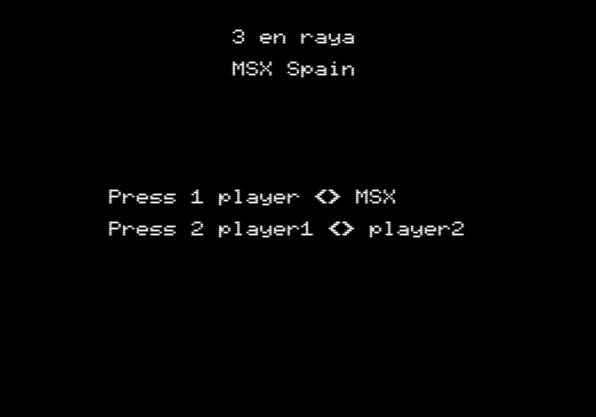 3 en raya
MSX Spain
Press 1 player <> MSX
Press 2 player1 <> player2